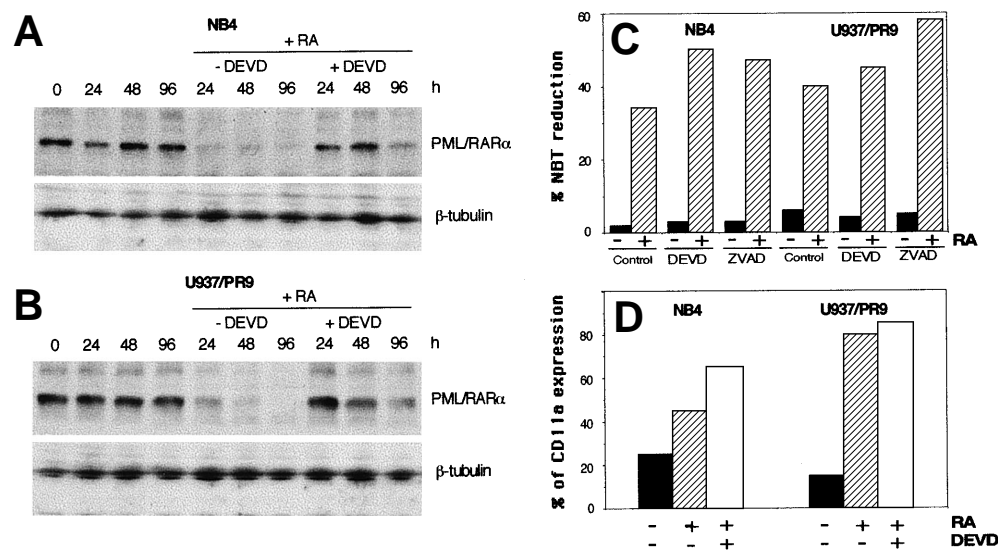 A
NB4
+ RA
- DEVD + DEVD
0 24 48 96 24 48 96 24 48 96 h
PML/RARα
β-tubulin
B
U937/PR9
+ RA
- DEVD + DEVD
0 24 48 96 24 48 96 24 48 96 h
PML/RARα
β-tubulin
C
NB4 U937/PR9
% NBT reduction
60
40
20
0
- + - + - + - + - + - + RA
Control DEVD ZVAD Control DEVD ZVAD
D
NB4 U937/PR9
% of CD11a expression
80
60
40
20
0
- + + - + + RA
- - + - - + DEVD